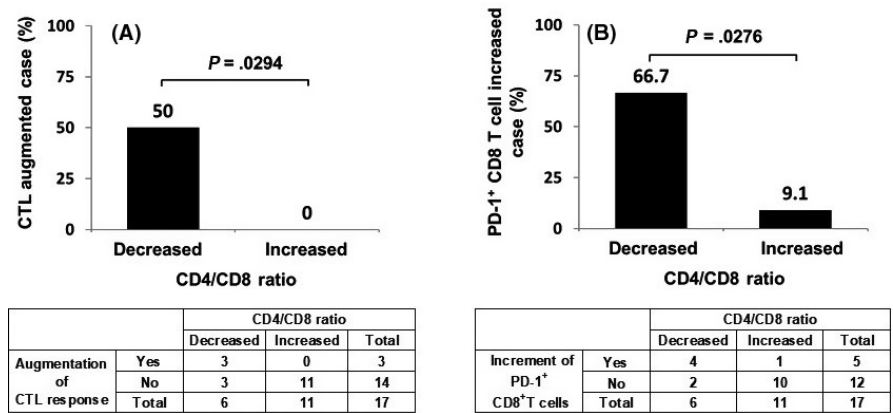 (A)
P = .0294
CTL augmented case (%)
100
75
50
25
0
50
0
Decreased Increased
CD4/CD8 ratio
CD4/CD8 ratio
Decreased Increased Total
Augmentation of CTL response
Yes 3 0 3
No 3 11 14
Total 6 11 17
(B)
P = .0276
PD-1+ CD8 T cell increased
case (%)
100
75
50
25
0
66.7
9.1
Decreased Increased
CD4/CD8 ratio
CD4/CD8 ratio
Decreased Increased Total
Increment of PD-1+ CD8+T cells
Yes 4 1 5
No 2 10 12
Total 6 11 17